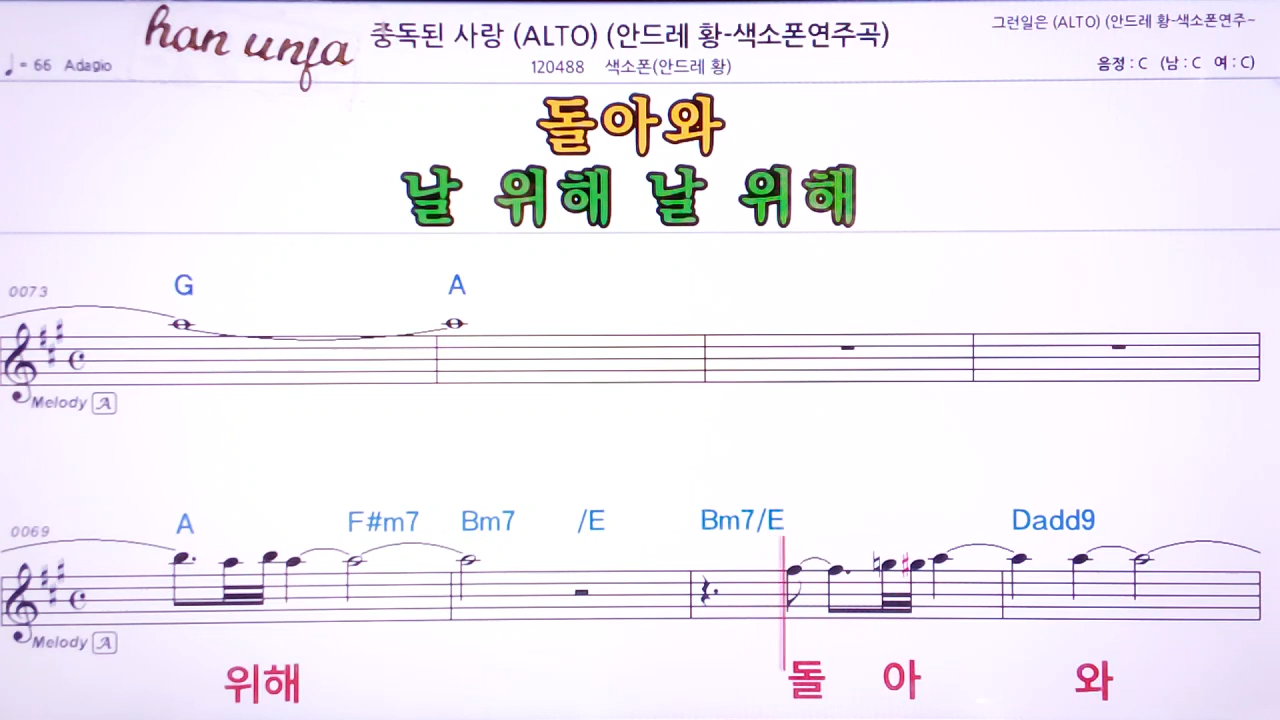 han unfa
중독된 사랑 (ALTO) (안드레 황-색소폰연주곡)
그런일은 (ALTO) (안드레 황-색소폰연주~
♩= 66 Adagio
120488 색소폰(안드레 황)
음정 : C (남 : C 여 : C)
돌아와
날 위해 날 위해
0073
G A
Melody A
0069
A F#m7 Bm7 /E Bm7/E Dadd9
Melody A
위해 돌 아 와